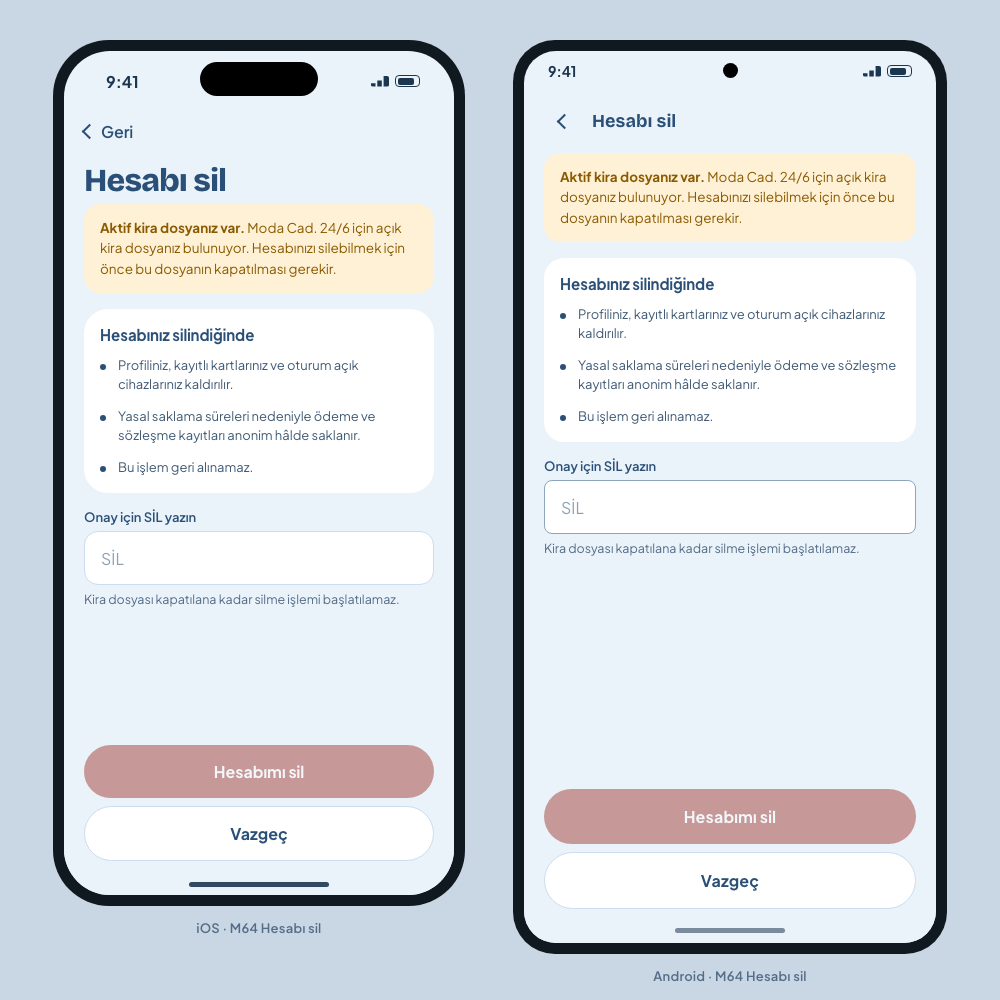 9:41
Geri
Hesabı sil
Aktif kira dosyanız var. Moda Cad. 24/6 için açık
kira dosyanız bulunuyor. Hesabınızı silebilmek için
önce bu dosyanın kapatılması gerekir.
Hesabınız silindiğinde
Profiliniz, kayıtlı kartlarınız ve oturum açık
cihazlarınız kaldırılır.
Yasal saklama süreleri nedeniyle ödeme ve
sözleşme kayıtları anonim hâlde saklanır.
Bu işlem geri alınamaz.
Onay için SİL yazın
SİL
Kira dosyası kapatılana kadar silme işlemi başlatılamaz.
Hesabımı sil
Vazgeç
iOS · M64 Hesabı sil
9:41
Hesabı sil
Aktif kira dosyanız var. Moda Cad. 24/6 için açık kira
dosyanız bulunuyor. Hesabınızı silebilmek için önce bu
dosyanın kapatılması gerekir.
Hesabınız silindiğinde
Profiliniz, kayıtlı kartlarınız ve oturum açık cihazlarınız
kaldırılır.
Yasal saklama süreleri nedeniyle ödeme ve sözleşme
kayıtları anonim hâlde saklanır.
Bu işlem geri alınamaz.
Onay için SİL yazın
SİL
Kira dosyası kapatılana kadar silme işlemi başlatılamaz.
Hesabımı sil
Vazgeç
Android · M64 Hesabı sil